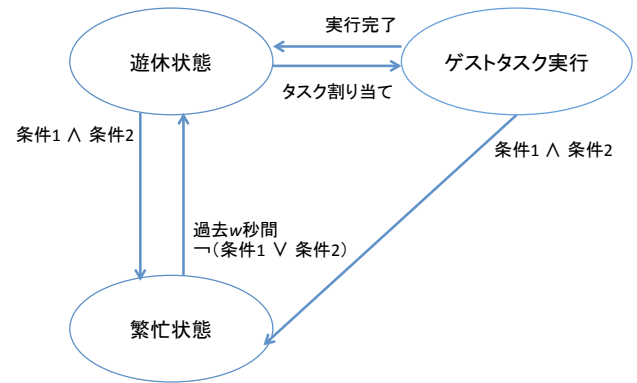 実行完了
遊休状態
ゲストタスク実行
タスク割り当て
条件1 ∧ 条件2
条件1 ∧ 条件2
過去w秒間
￢(条件1 ∨ 条件2)
繁忙状態